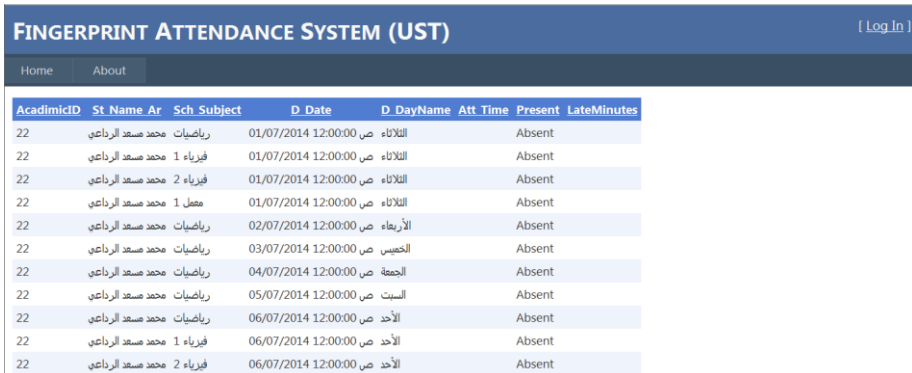 FINGERPRINT ATTENDANCE SYSTEM (UST)
[ Log In ]
Home About
AcadimicID St_Name_Ar Sch_Subject D_Date D_DayName Att_Time Present LateMinutes
22 محمد مسعد الرداعي رياضيات 01/07/2014 12:00:00 ص الثلاثاء Absent
22 محمد مسعد الرداعي فيزياء 1 01/07/2014 12:00:00 ص الثلاثاء Absent
22 محمد مسعد الرداعي فيزياء 2 01/07/2014 12:00:00 ص الثلاثاء Absent
22 محمد مسعد الرداعي معمل 1 01/07/2014 12:00:00 ص الثلاثاء Absent
22 محمد مسعد الرداعي رياضيات 02/07/2014 12:00:00 ص الأربعاء Absent
22 محمد مسعد الرداعي رياضيات 03/07/2014 12:00:00 ص الخميس Absent
22 محمد مسعد الرداعي رياضيات 04/07/2014 12:00:00 ص الجمعة Absent
22 محمد مسعد الرداعي رياضيات 05/07/2014 12:00:00 ص السبت Absent
22 محمد مسعد الرداعي رياضيات 06/07/2014 12:00:00 ص الأحد Absent
22 محمد مسعد الرداعي فيزياء 1 06/07/2014 12:00:00 ص الأحد Absent
22 محمد مسعد الرداعي فيزياء 2 06/07/2014 12:00:00 ص الأحد Absent